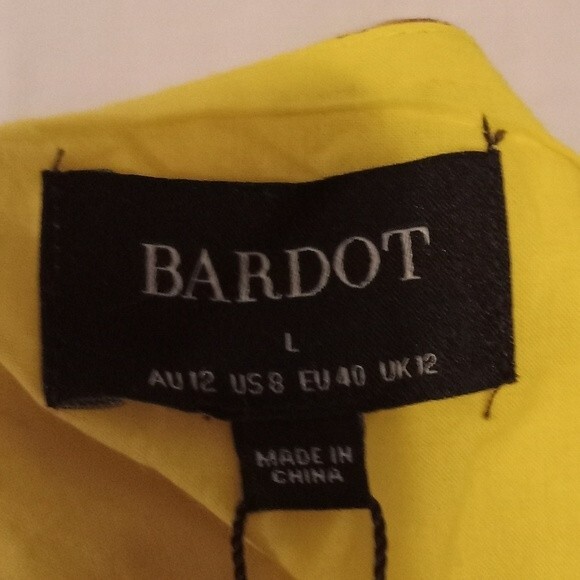 BARDOT
L
AU 12 US 8 EU 40 UK 12
MADE IN
CHINA